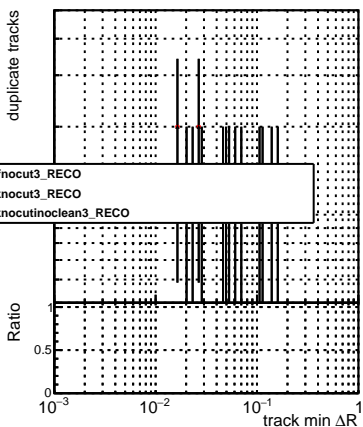 duplicate tracks
nocut3_RECO
nocut3_RECO
nocutinoclean3_RECO
Ratio
1
0.5
0
10⁻³
10⁻²
10⁻¹
1
track min ΔR